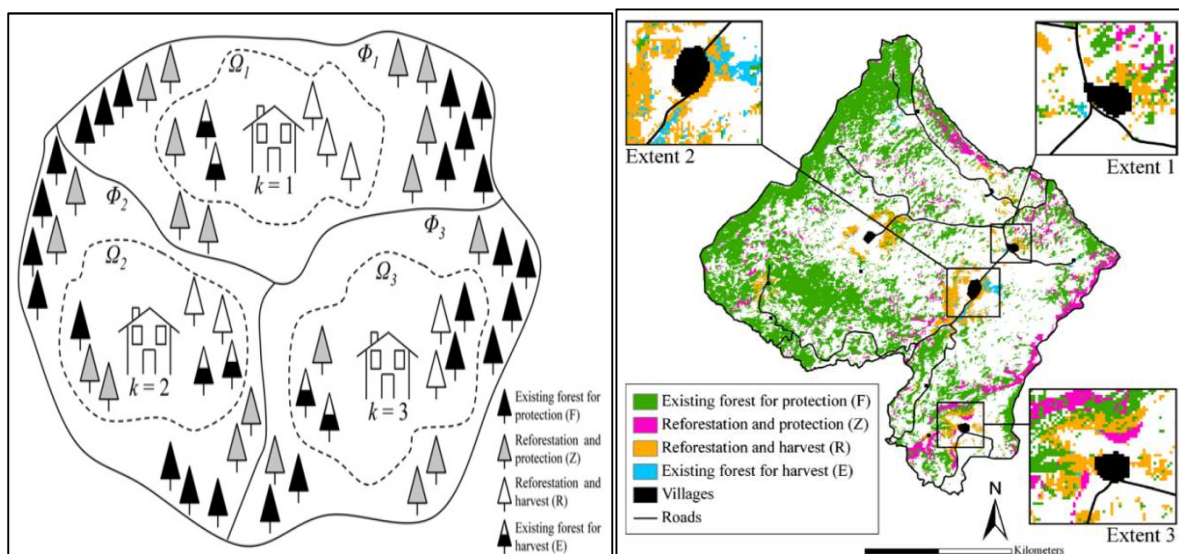 Φ1
Ω1
k = 1
Φ2
Φ3
Ω2
Ω3
k = 2
k = 3
Existing forest for
protection (F)
Reforestation and
protection (Z)
Reforestation and
harvest (R)
Existing forest for
harvest (E)
Extent 2
Extent 1
Existing forest for protection (F)
Reforestation and protection (Z)
Reforestation and harvest (R)
Existing forest for harvest (E)
Villages
Roads
N
Extent 3
Kilometers